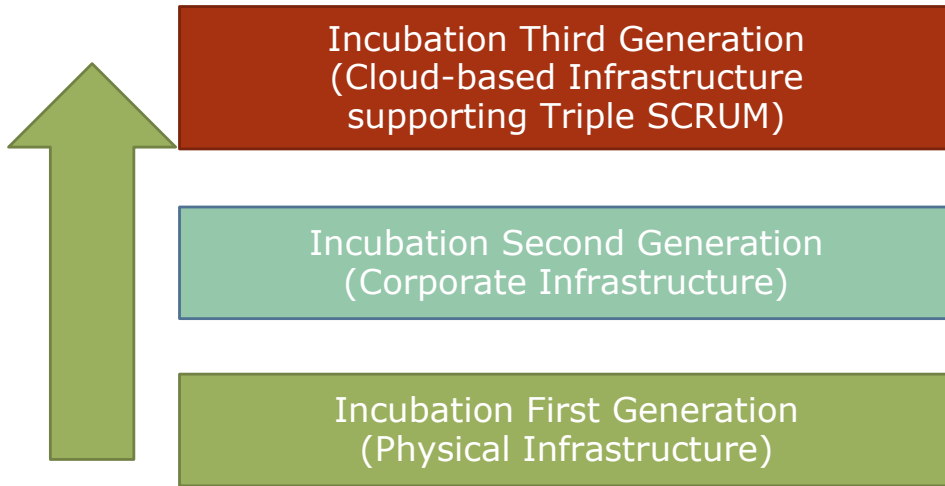 Incubation Third Generation
(Cloud-based Infrastructure
supporting Triple SCRUM)
Incubation Second Generation
(Corporate Infrastructure)
Incubation First Generation
(Physical Infrastructure)